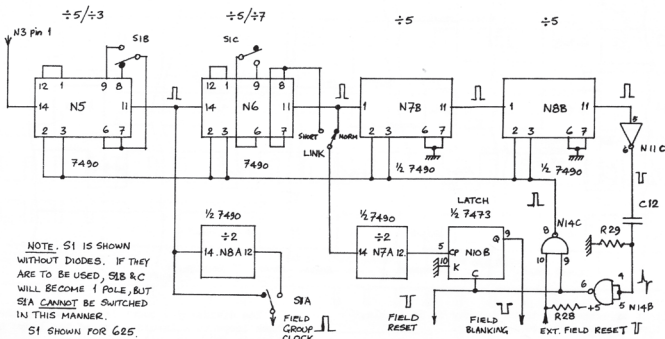 ÷5/÷3
÷5/÷7
÷5
÷5
N3 pin 1
S1B
S1C
12 1 9 8
14 N5 11
2 3 6 7
7490
12 1 9 8
14 N6 11
2 3 6 7
7490
SHORT
NORM
LINK
1 N7B
2 3 6 7
½ 7490
1 N8B 11
2 3 6 7
½ 7490
5
6 N11C
C12
R29
½ 7490
÷2
14 N8A 12
S1A
FIELD
GROUP
CLOCK
½ 7490
÷2
14 N7A 12
LATCH
½ 7473
5 CP Q 9
10 K N10B
C
N14C
8
10 9
6 4
5 N14B
R28
+5
FIELD
RESET
FIELD
BLANKING
EXT. FIELD RESET
NOTE. S1 IS SHOWN
WITHOUT DIODES. IF THEY
ARE TO BE USED, S1B & C
WILL BECOME 1 POLE, BUT
S1A CANNOT BE SWITCHED
IN THIS MANNER.
S1 SHOWN FOR 625.